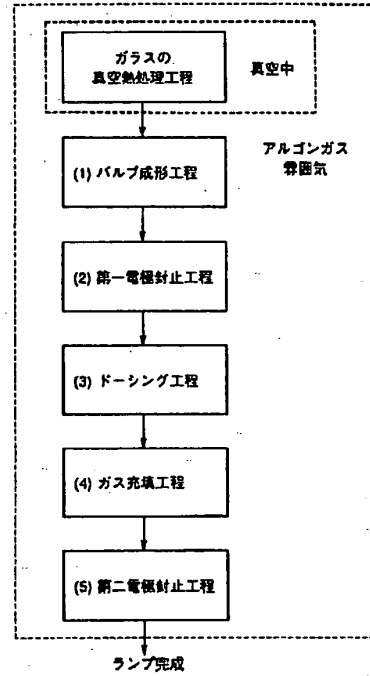 ガラスの
真空熱処理工程
真空中
アルゴンガス
雰囲気
(1) バルブ成形工程
(2) 第一電極封止工程
(3) ドーシング工程
(4) ガス充填工程
(5) 第二電極封止工程
ランプ完成